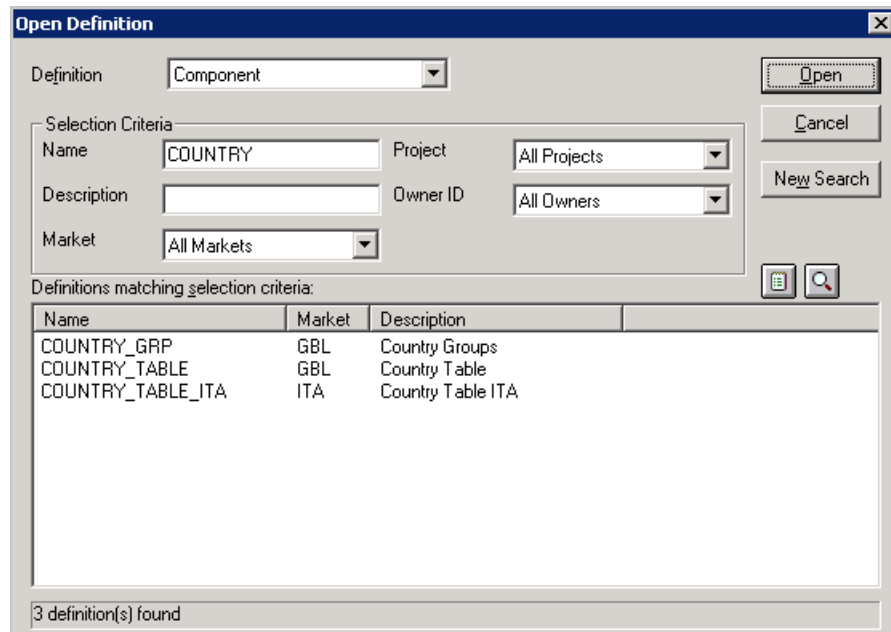 Open Definition
Definition Component Open
Selection Criteria Cancel
Name COUNTRY Project All Projects
New Search
Description Owner ID All Owners
Market All Markets
Definitions matching selection criteria:
Name Market Description
COUNTRY_GRP GBL Country Groups
COUNTRY_TABLE GBL Country Table
COUNTRY_TABLE_ITA ITA Country Table ITA
3 definition(s) found